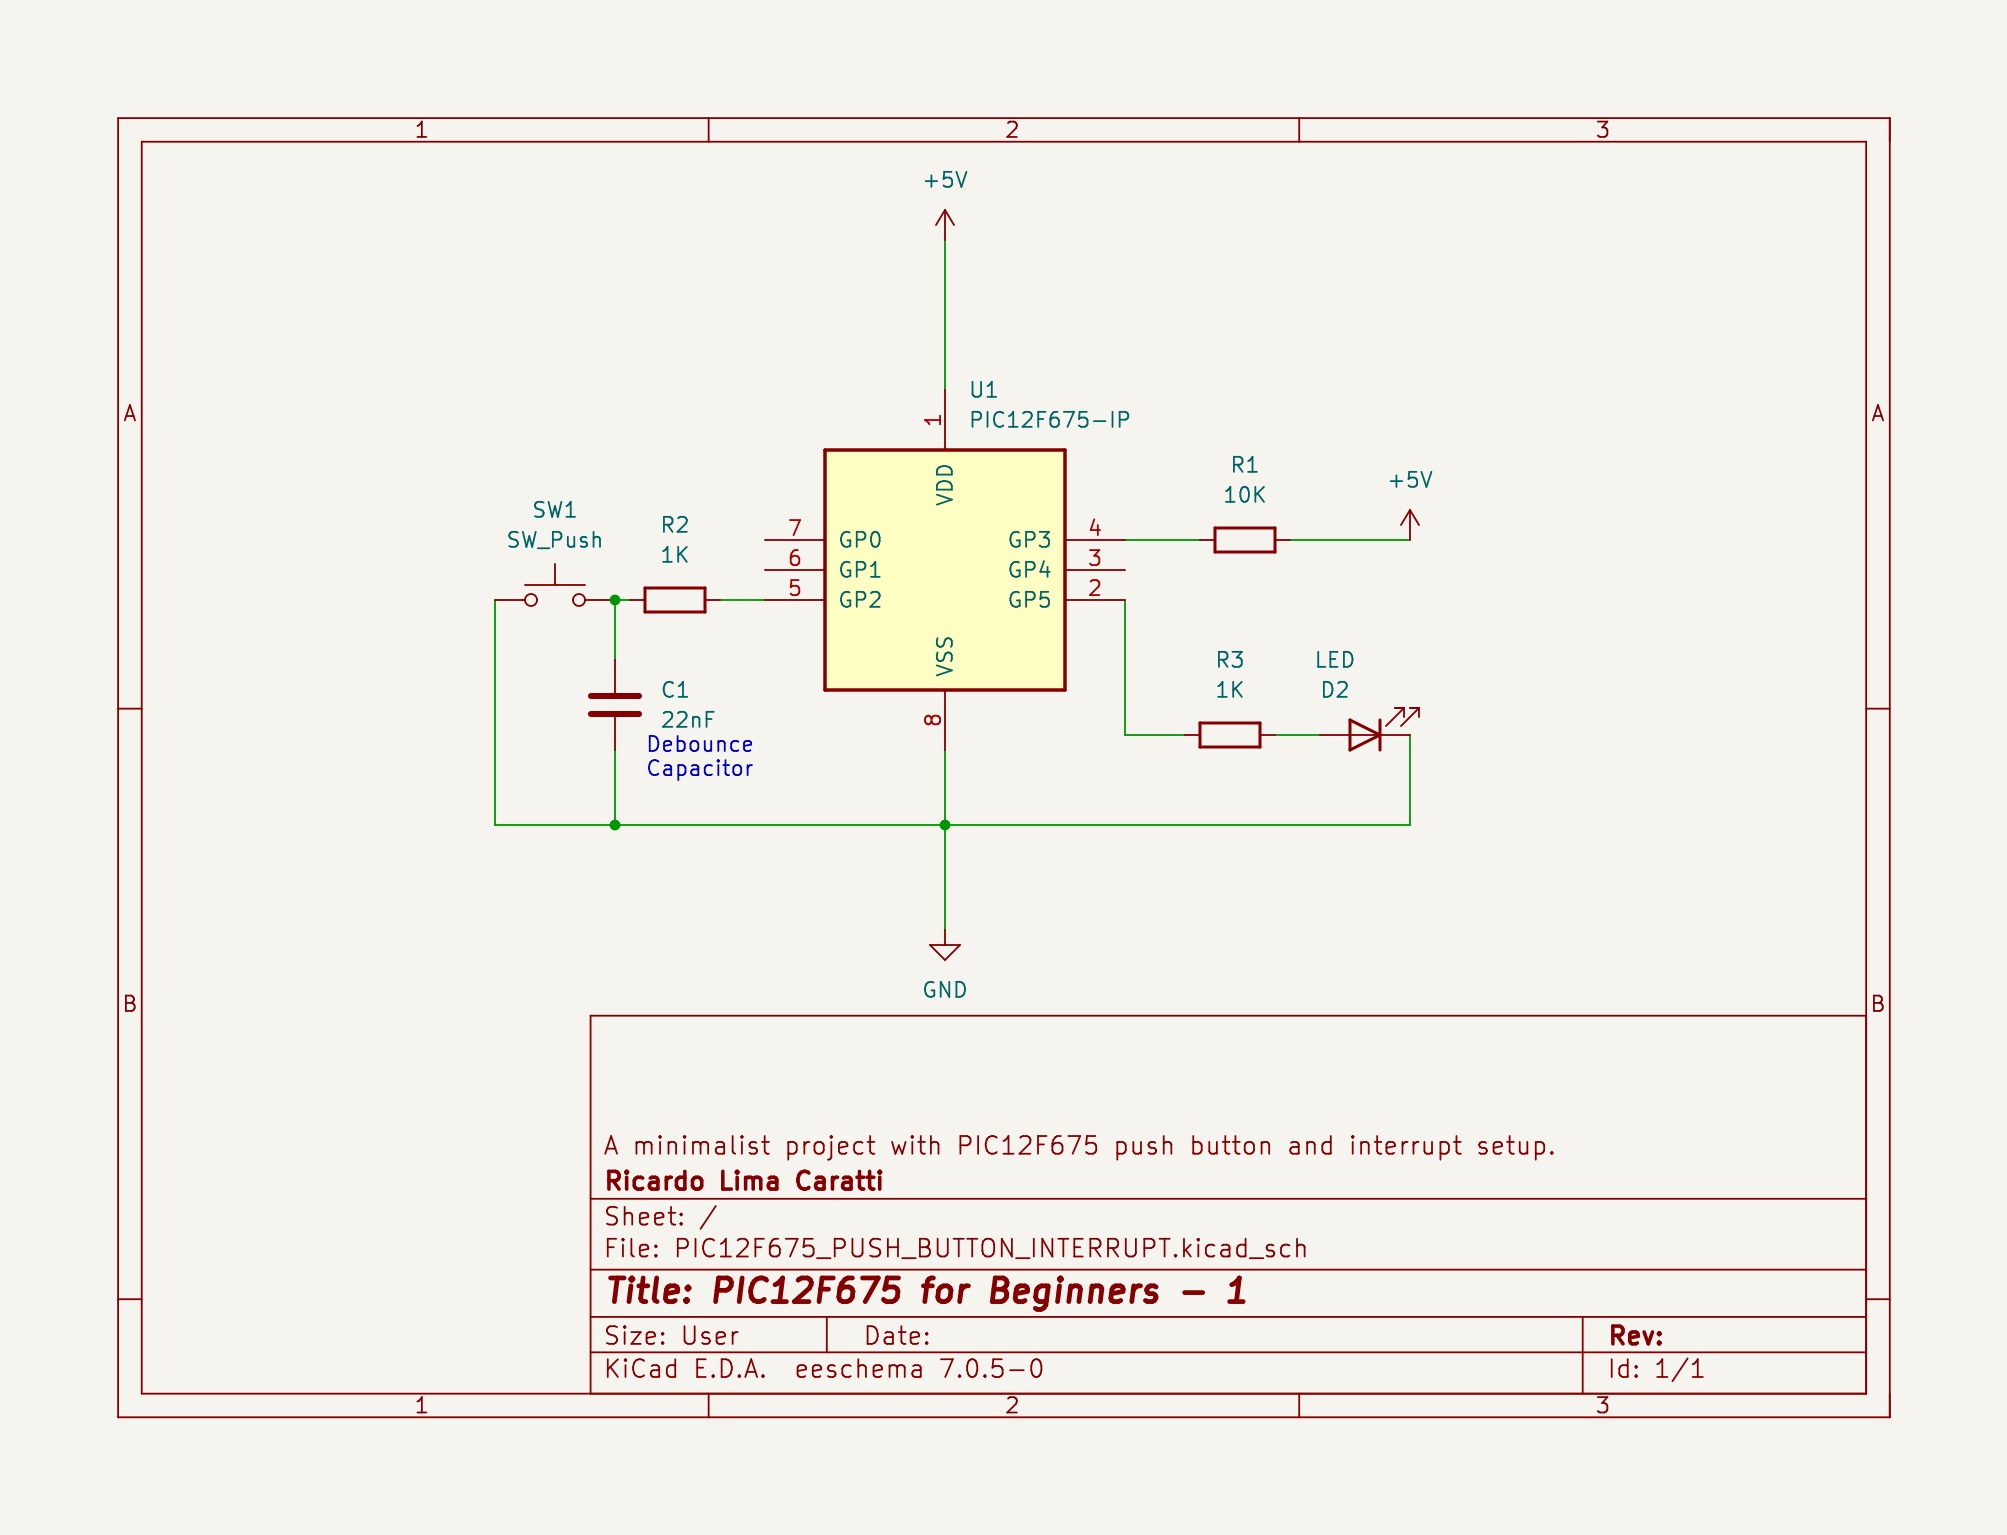 1 2 3
+5V
U1
PIC12F675-IP
1
A A
VDD
R1
10K
+5V
SW1
SW_Push
R2
1K
7 GP0 GP3 4
6 GP1 GP4 3
5 GP2 GP5 2
VSS
8
R3
1K
LED
D2
C1
22nF
Debounce
Capacitor
GND
B B
A minimalist project with PIC12F675 push button and interrupt setup.
Ricardo Lima Caratti
Sheet: /
File: PIC12F675_PUSH_BUTTON_INTERRUPT.kicad_sch
Title: PIC12F675 for Beginners - 1
Size: User Date: Rev:
KiCad E.D.A. eeschema 7.0.5-0 Id: 1/1
1 2 3